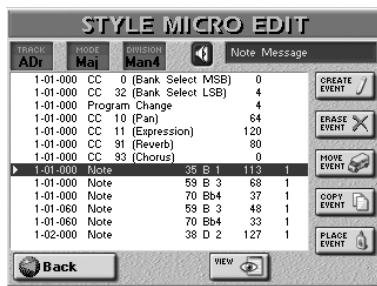 STYLE MICRO EDIT
TRACK MODE DIVISION
ADr Maj Man4 Note Message
1-01-000 CC 0 (Bank Select MSB) 0
1-01-000 CC 32 (Bank Select LSB) 4
1-01-000 Program Change 4
1-01-000 CC 10 (Pan) 64
1-01-000 CC 11 (Expression) 120
1-01-000 CC 91 (Reverb) 80
1-01-000 CC 93 (Chorus) 0
1-01-000 Note 35 B 1 113 1
1-01-000 Note 59 B 3 68 1
1-01-000 Note 70 Bb4 37 1
1-01-060 Note 59 B 3 48 1
1-01-060 Note 70 Bb4 33 1
1-02-000 Note 38 D 2 127 1
CREATE EVENT
ERASE EVENT
MOVE EVENT
COPY EVENT
PLACE EVENT
Back
VIEW